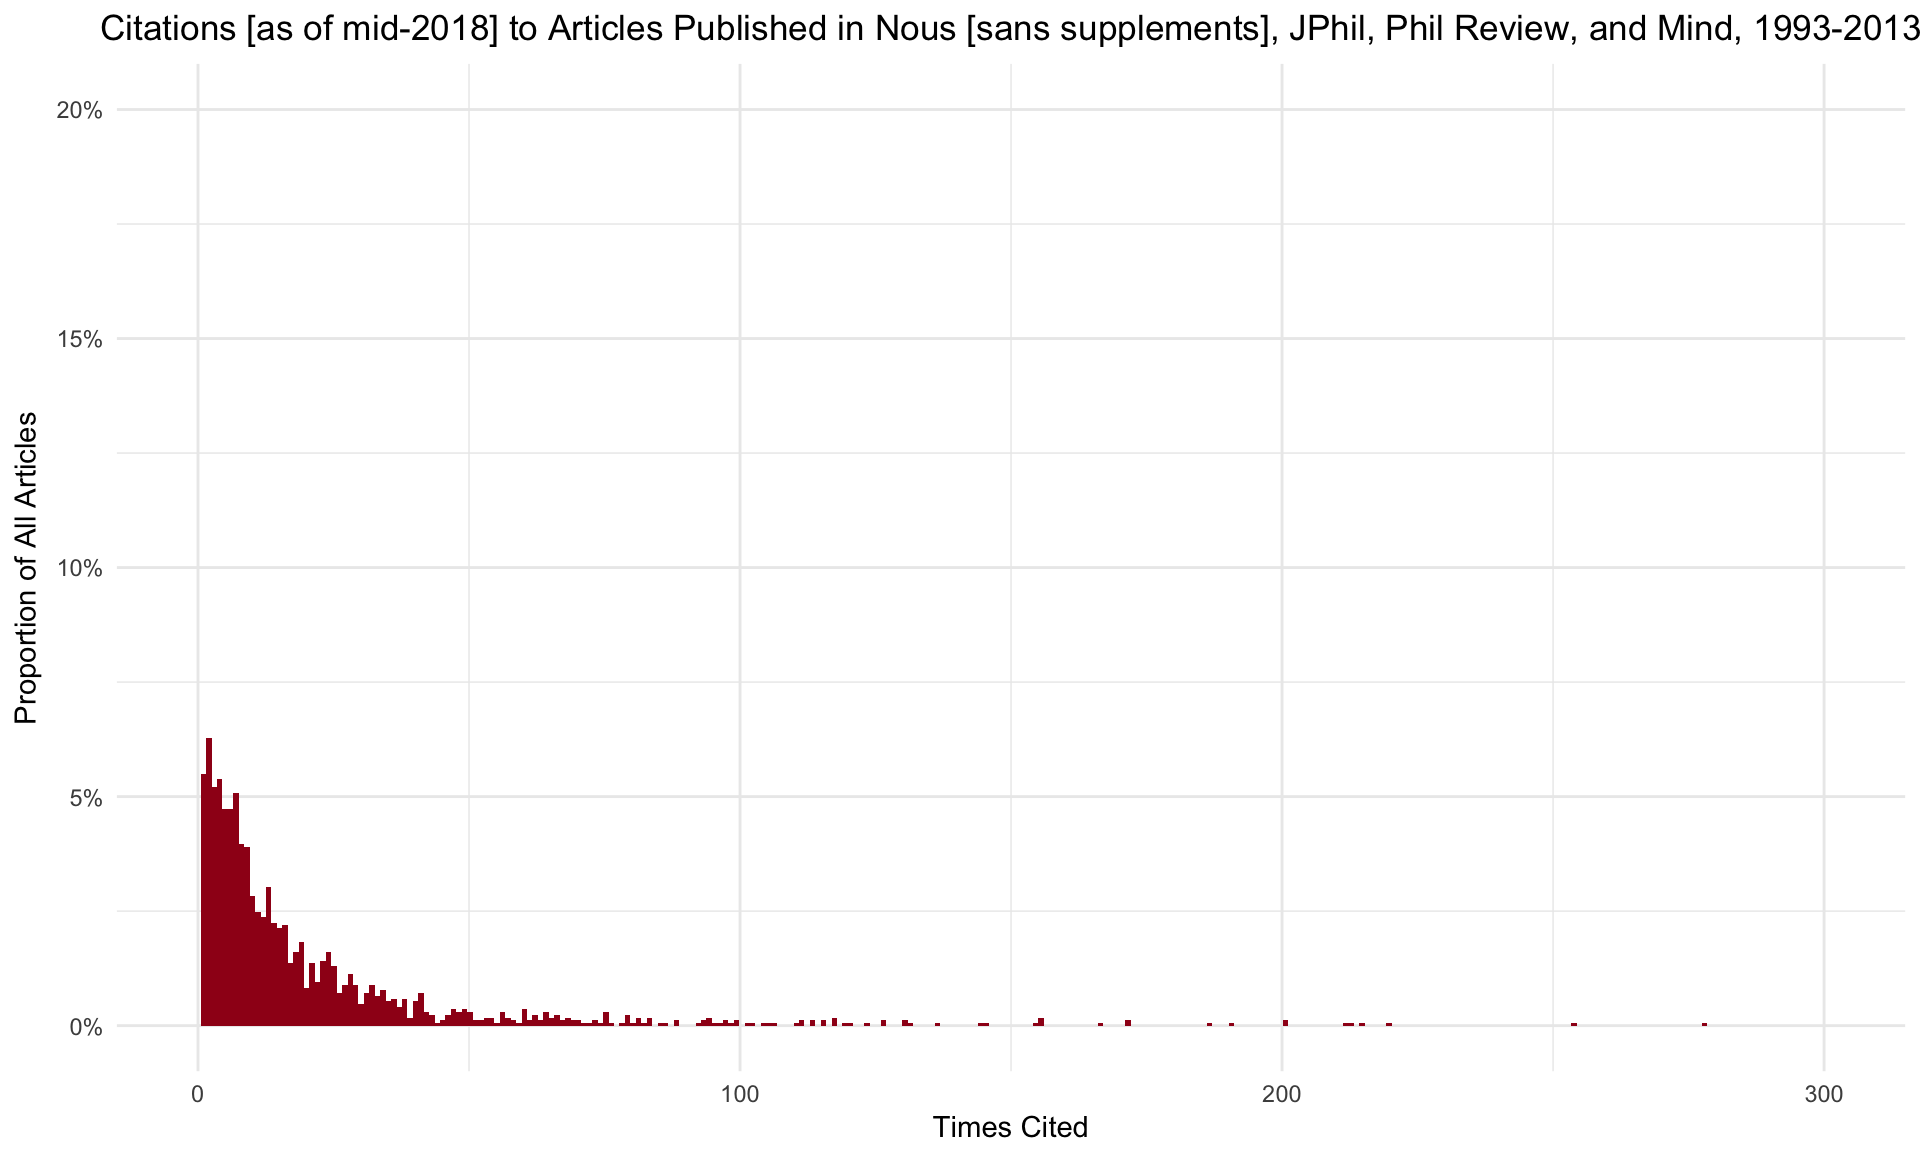 Citations [as of mid-2018] to Articles Published in Nous [sans supplements], JPhil, Phil Review, and Mind, 1993-2013
Proportion of All Articles
20%
15%
10%
5%
0%
0 100 200 300
Times Cited